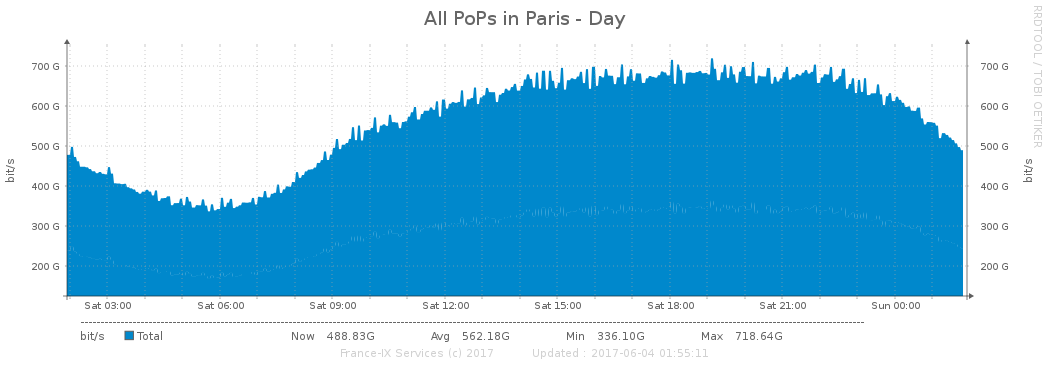 All PoPs in Paris - Day
RRDTOOL / TOBI OETIKER
bit/s
bit/s
700 G 700 G
600 G 600 G
500 G 500 G
400 G 400 G
300 G 300 G
200 G 200 G
Sat 03:00 Sat 06:00 Sat 09:00 Sat 12:00 Sat 15:00 Sat 18:00 Sat 21:00 Sun 00:00
bit/s Total Now 488.83G Avg 562.18G Min 336.10G Max 718.64G
France-IX Services (c) 2017 Updated : 2017-06-04 01:55:11